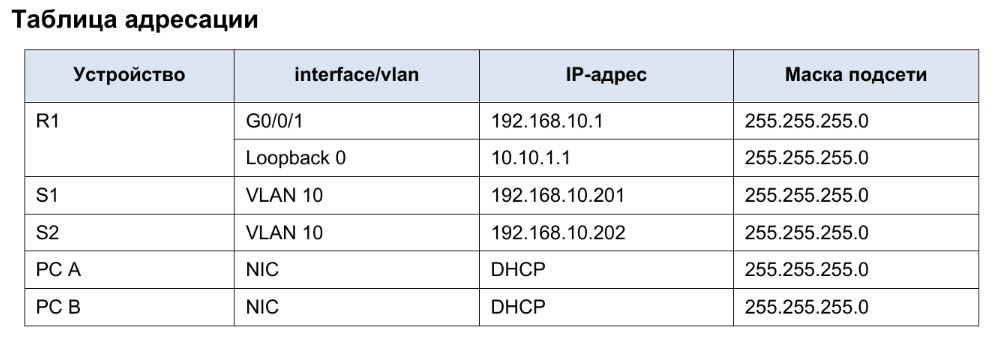 Таблица адресации
Устройство interface/vlan IP-адрес Маска подсети
R1 G0/0/1 192.168.10.1 255.255.255.0
Loopback 0 10.10.1.1 255.255.255.0
S1 VLAN 10 192.168.10.201 255.255.255.0
S2 VLAN 10 192.168.10.202 255.255.255.0
PC A NIC DHCP 255.255.255.0
PC B NIC DHCP 255.255.255.0